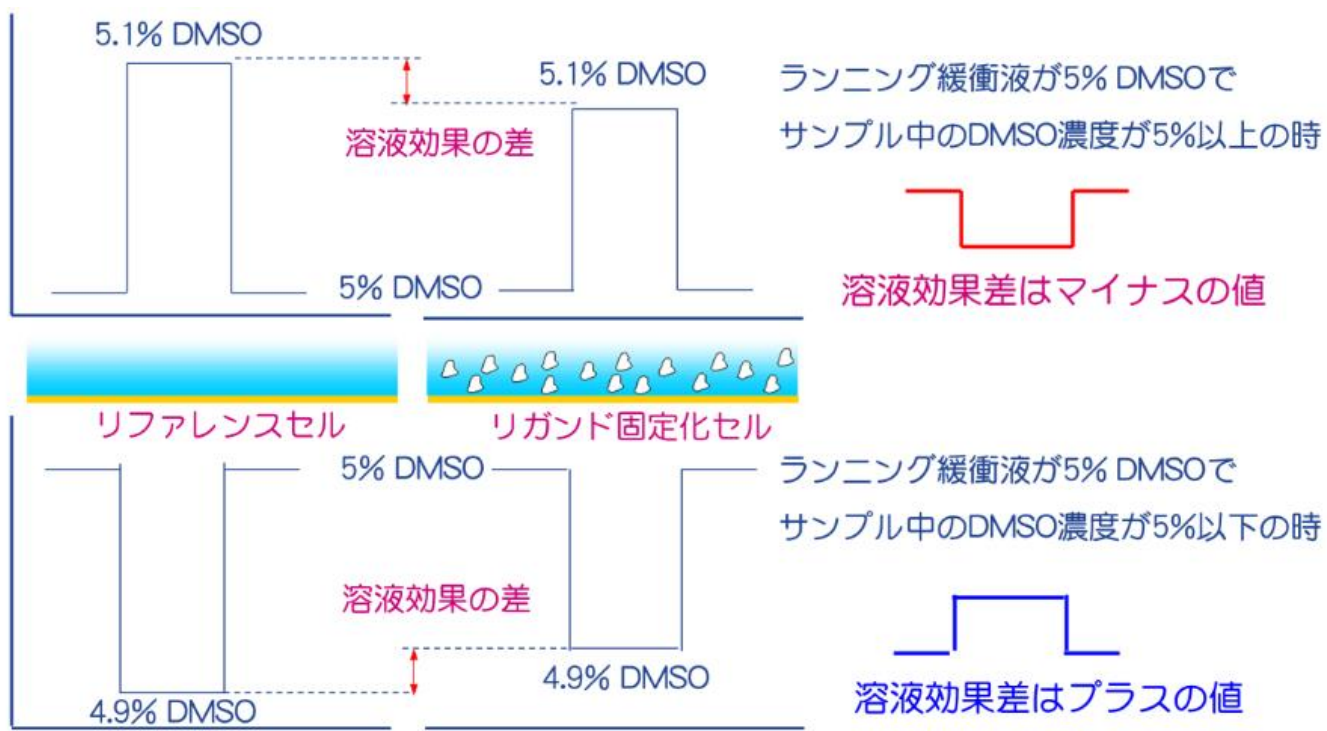 5.1% DMSO
5.1% DMSO
溶液効果の差
5% DMSO
ランニング緩衝液が5% DMSOで
サンプル中のDMSO濃度が5%以上の時
溶液効果差はマイナスの値
リファレンスセル
リガンド固定化セル
5% DMSO
溶液効果の差
4.9% DMSO
4.9% DMSO
ランニング緩衝液が5% DMSOで
サンプル中のDMSO濃度が5%以下の時
溶液効果差はプラスの値